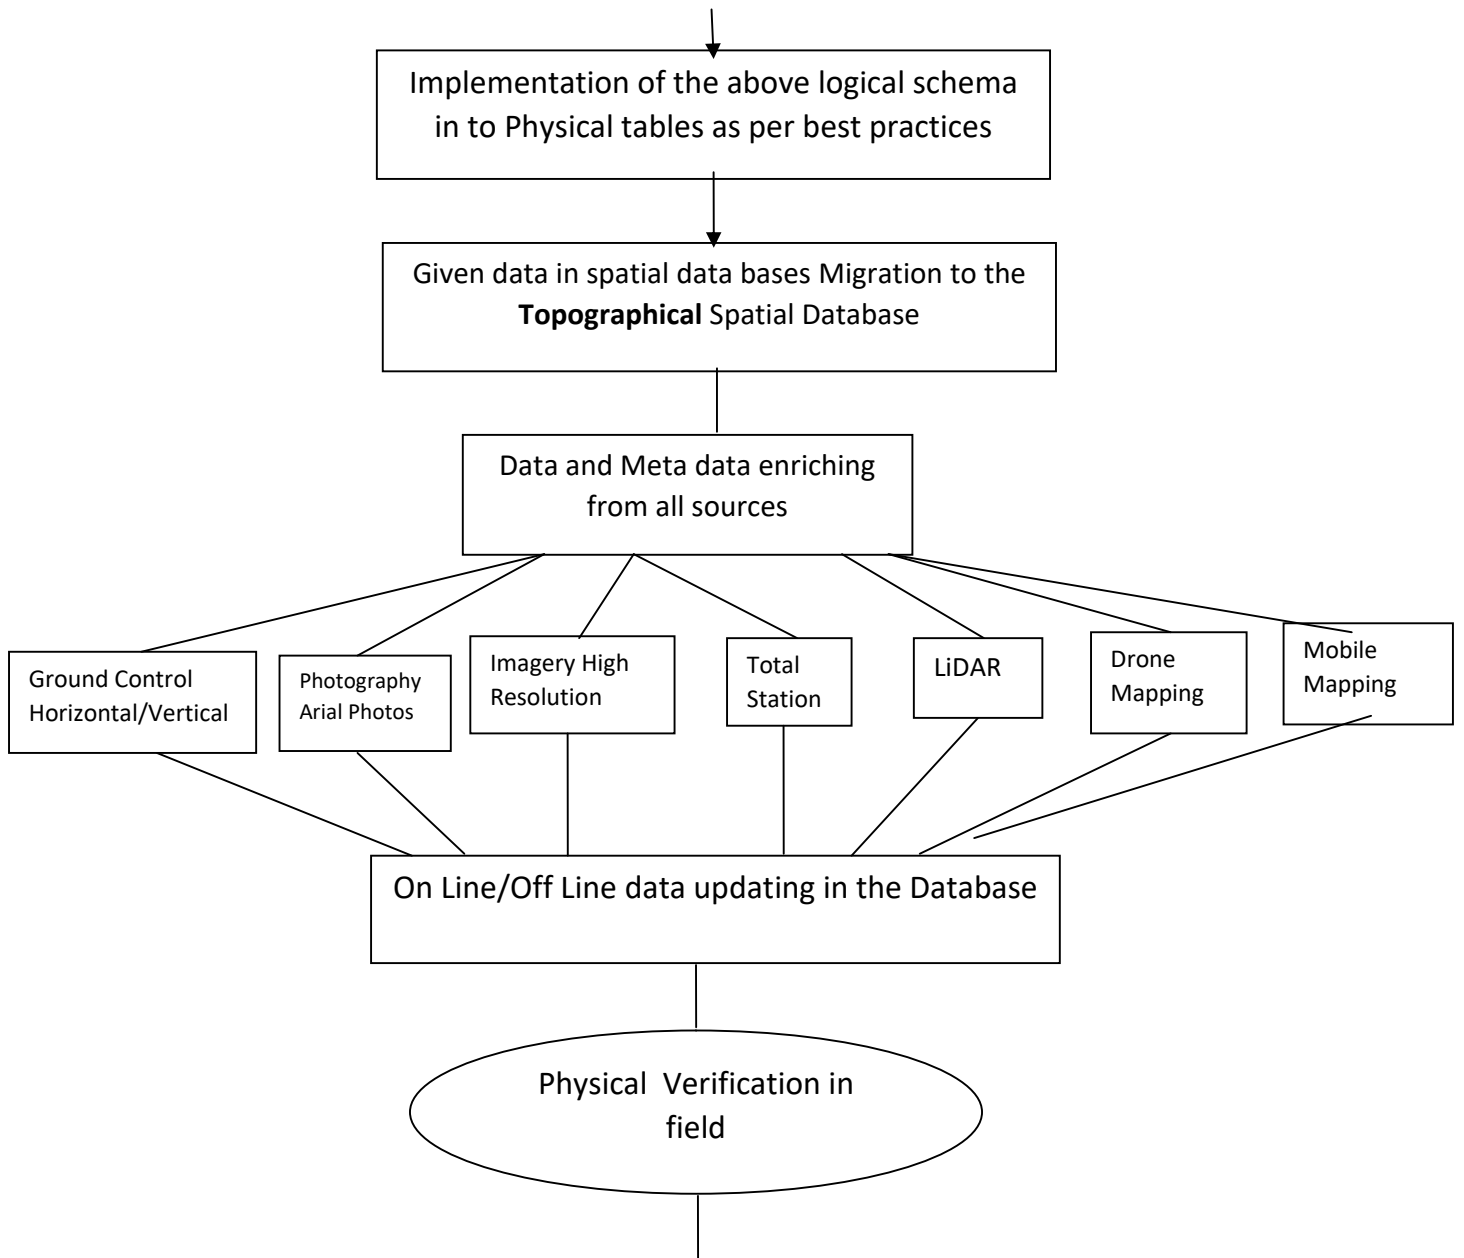 Implementation of the above logical schema
in to Physical tables as per best practices
Given data in spatial data bases Migration to the
Topographical Spatial Database
Data and Meta data enriching
from all sources
Ground Control
Horizontal/Vertical
Photography
Arial Photos
Imagery High
Resolution
Total
Station
LiDAR
Drone
Mapping
Mobile
Mapping
On Line/Off Line data updating in the Database
Physical  Verification in
field